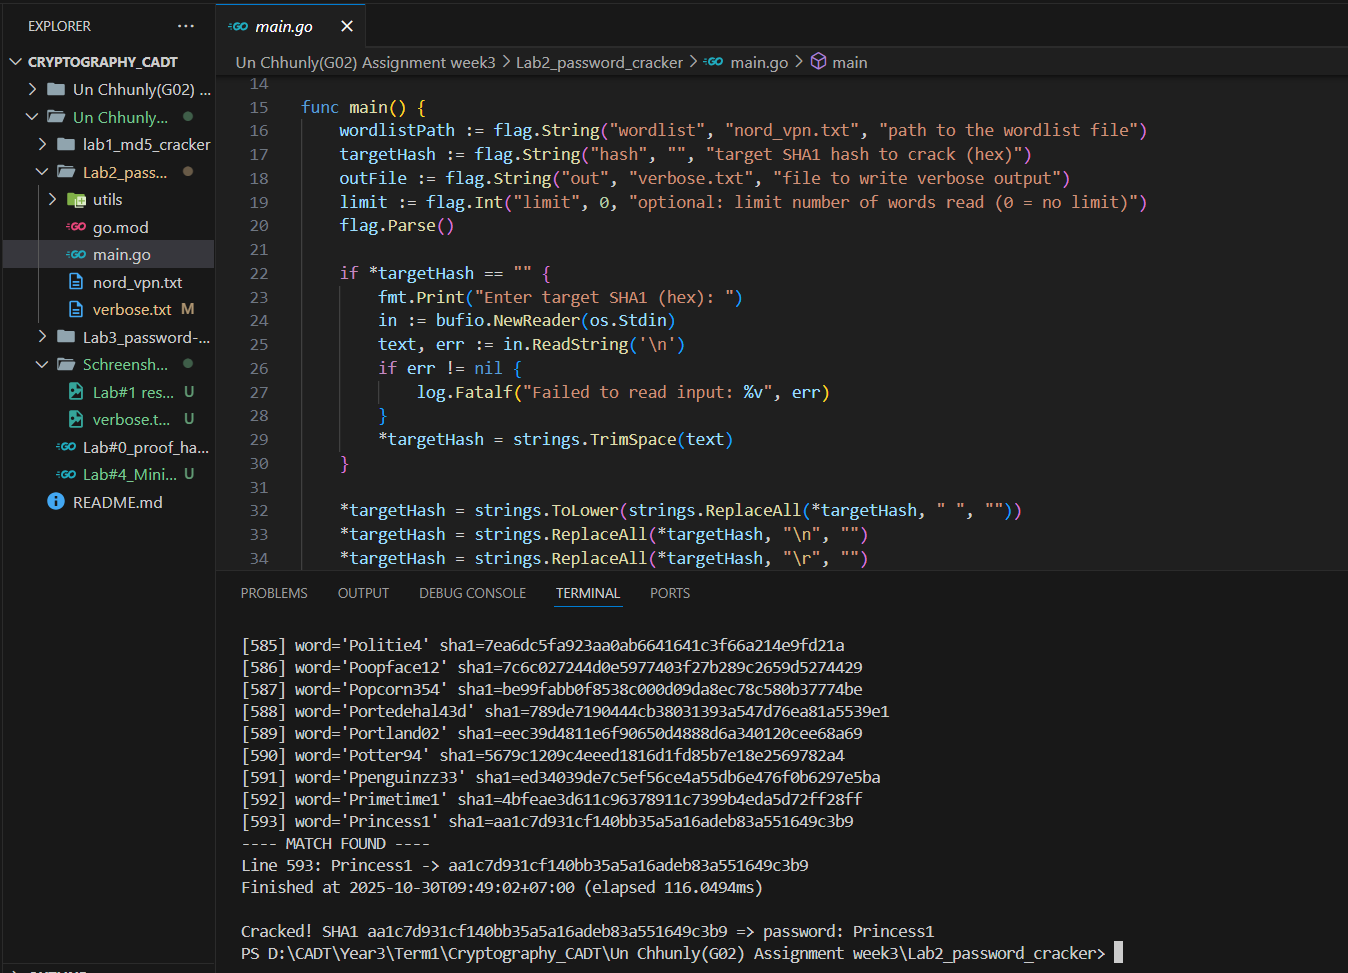 EXPLORER ···
CRYPTOGRAPHY_CADT
Un Chhunly(G02) ...
Un Chhunly...
lab1_md5_cracker
Lab2_pass...
utils
go.mod
main.go
nord_vpn.txt
verbose.txt M
Lab3_password-...
Schreensh...
Lab#1 res... U
verbose.t... U
Lab#0_proof_ha...
Lab#4_Mini... U
README.md
main.go
Un Chhunly(G02) Assignment week3 > Lab2_password_cracker > main.go > main
14
15 func main() {
16 wordlistPath := flag.String("wordlist", "nord_vpn.txt", "path to the wordlist file")
17 targetHash := flag.String("hash", "", "target SHA1 hash to crack (hex)")
18 outFile := flag.String("out", "verbose.txt", "file to write verbose output")
19 limit := flag.Int("limit", 0, "optional: limit number of words read (0 = no limit)")
20 flag.Parse()
21
22 if *targetHash == "" {
23 fmt.Print("Enter target SHA1 (hex): ")
24 in := bufio.NewReader(os.Stdin)
25 text, err := in.ReadString('\n')
26 if err != nil {
27 log.Fatalf("Failed to read input: %v", err)
28 }
29 *targetHash = strings.TrimSpace(text)
30 }
31
32 *targetHash = strings.ToLower(strings.ReplaceAll(*targetHash, " ", ""))
33 *targetHash = strings.ReplaceAll(*targetHash, "\n", "")
34 *targetHash = strings.ReplaceAll(*targetHash, "\r", "")
PROBLEMS OUTPUT DEBUG CONSOLE TERMINAL PORTS
[585] word='Politie4' sha1=7ea6dc5fa923aa0ab6641641c3f66a214e9fd21a
[586] word='Poopface12' sha1=7c6c027244d0e5977403f27b289c2659d5274429
[587] word='Popcorn354' sha1=be99fabb0f8538c000d09da8ec78c580b37774be
[588] word='Portedehal43d' sha1=789de7190444cb38031393a547d76ea81a5539e1
[589] word='Portland02' sha1=eec39d4811e6f90650d4888d6a340120cee68a69
[590] word='Potter94' sha1=5679c1209c4eeed1816d1fd85b7e18e2569782a4
[591] word='Ppenguinzz33' sha1=ed34039de7c5ef56ce4a55db6e476f0b6297e5ba
[592] word='Primetime1' sha1=4bfeae3d611c96378911c7399b4eda5d72ff28ff
[593] word='Princess1' sha1=aa1c7d931cf140bb35a5a16adeb83a551649c3b9
---- MATCH FOUND ----
Line 593: Princess1 -> aa1c7d931cf140bb35a5a16adeb83a551649c3b9
Finished at 2025-10-30T09:49:02+07:00 (elapsed 116.0494ms)
Cracked! SHA1 aa1c7d931cf140bb35a5a16adeb83a551649c3b9 => password: Princess1
PS D:\CADT\Year3\Term1\Cryptography_CADT\Un Chhunly(G02) Assignment week3\Lab2_password_cracker>